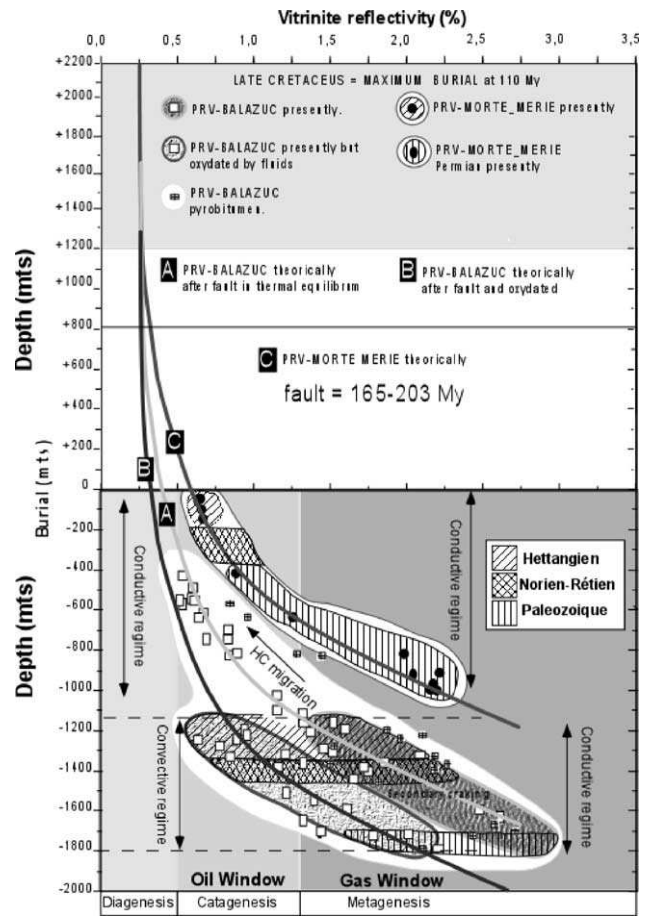 Vitrinite reflectivity (%)
0,0 0,5 1,0 1,5 2,0 2,5 3,0 3,5
+2200
+2000
+1800
+1600
+1400
+1200
+800
+600
+400
+200
0
-200
-400
-600
-800
-1000
-1200
-1400
-1600
-1800
-2000
Depth (mts)
Burial (mts)
Depth (mts)
LATE CRETACEUS = MAXIMUM BURIAL at 110 My
PRV-BALAZUC presently.
PRV-MORTE_MERIE presently
PRV-BALAZUC presently but
oxydated by fluids
PRV-MORTE_MERIE
Permian presently
PRV-BALAZUC
pyrobitumen.
A PRV-BALAZUC theorically
after fault in thermal equilibrum
B PRV-BALAZUC theorically
after fault and oxydated
C PRV-MORTE MERIE theorically
fault = 165-203 My
C
B
A
Conductive regime
Conductive regime
Hettangien
Norien-Rétien
Paleozoique
HC migration
Convective regime
Conductive regime
Secondary craking
Oil Window
Gas Window
Diagenesis
Catagenesis
Metagenesis